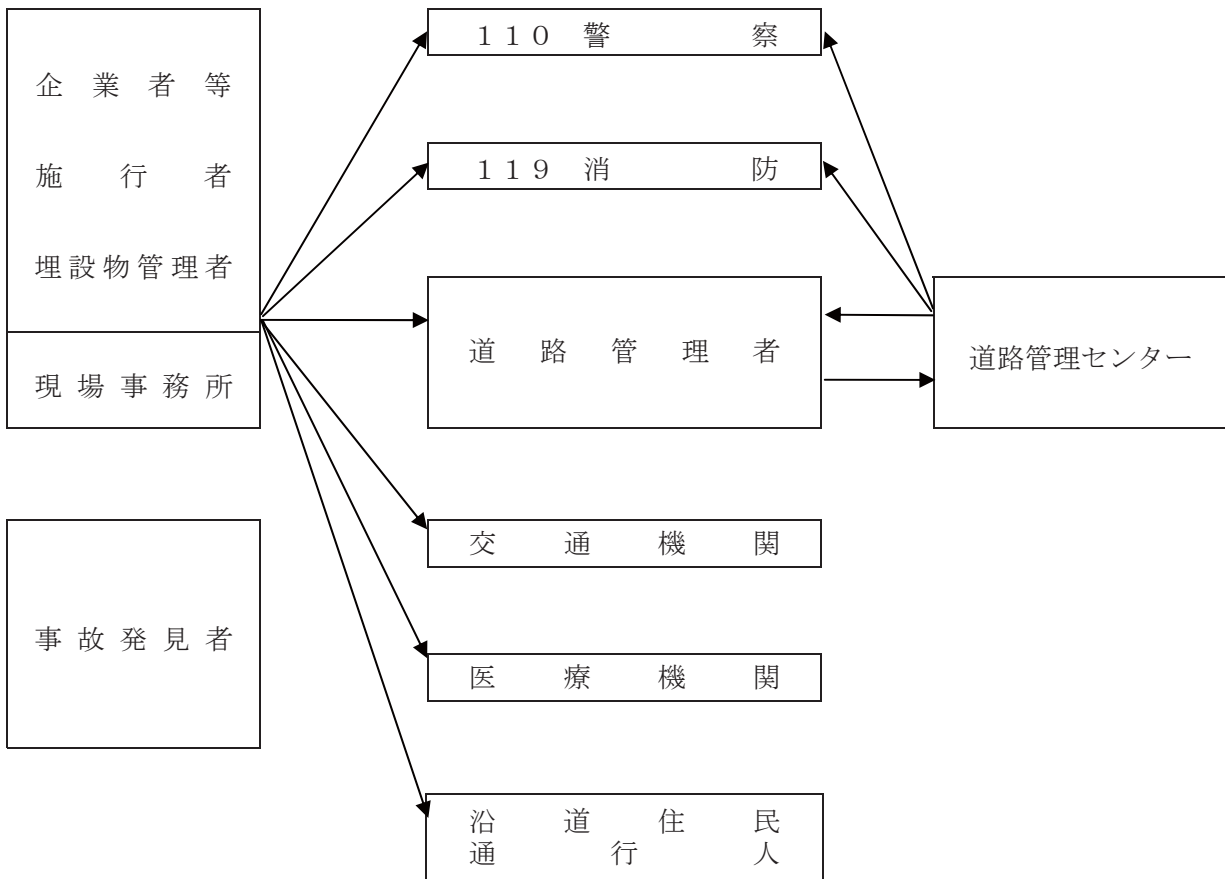 企業者等
施行者
埋設物管理者
現場事務所
事故発見者
１１０ 警察
１１９ 消防
道路管理者
交通機関
医療機関
沿道住民
通行人
道路管理センター